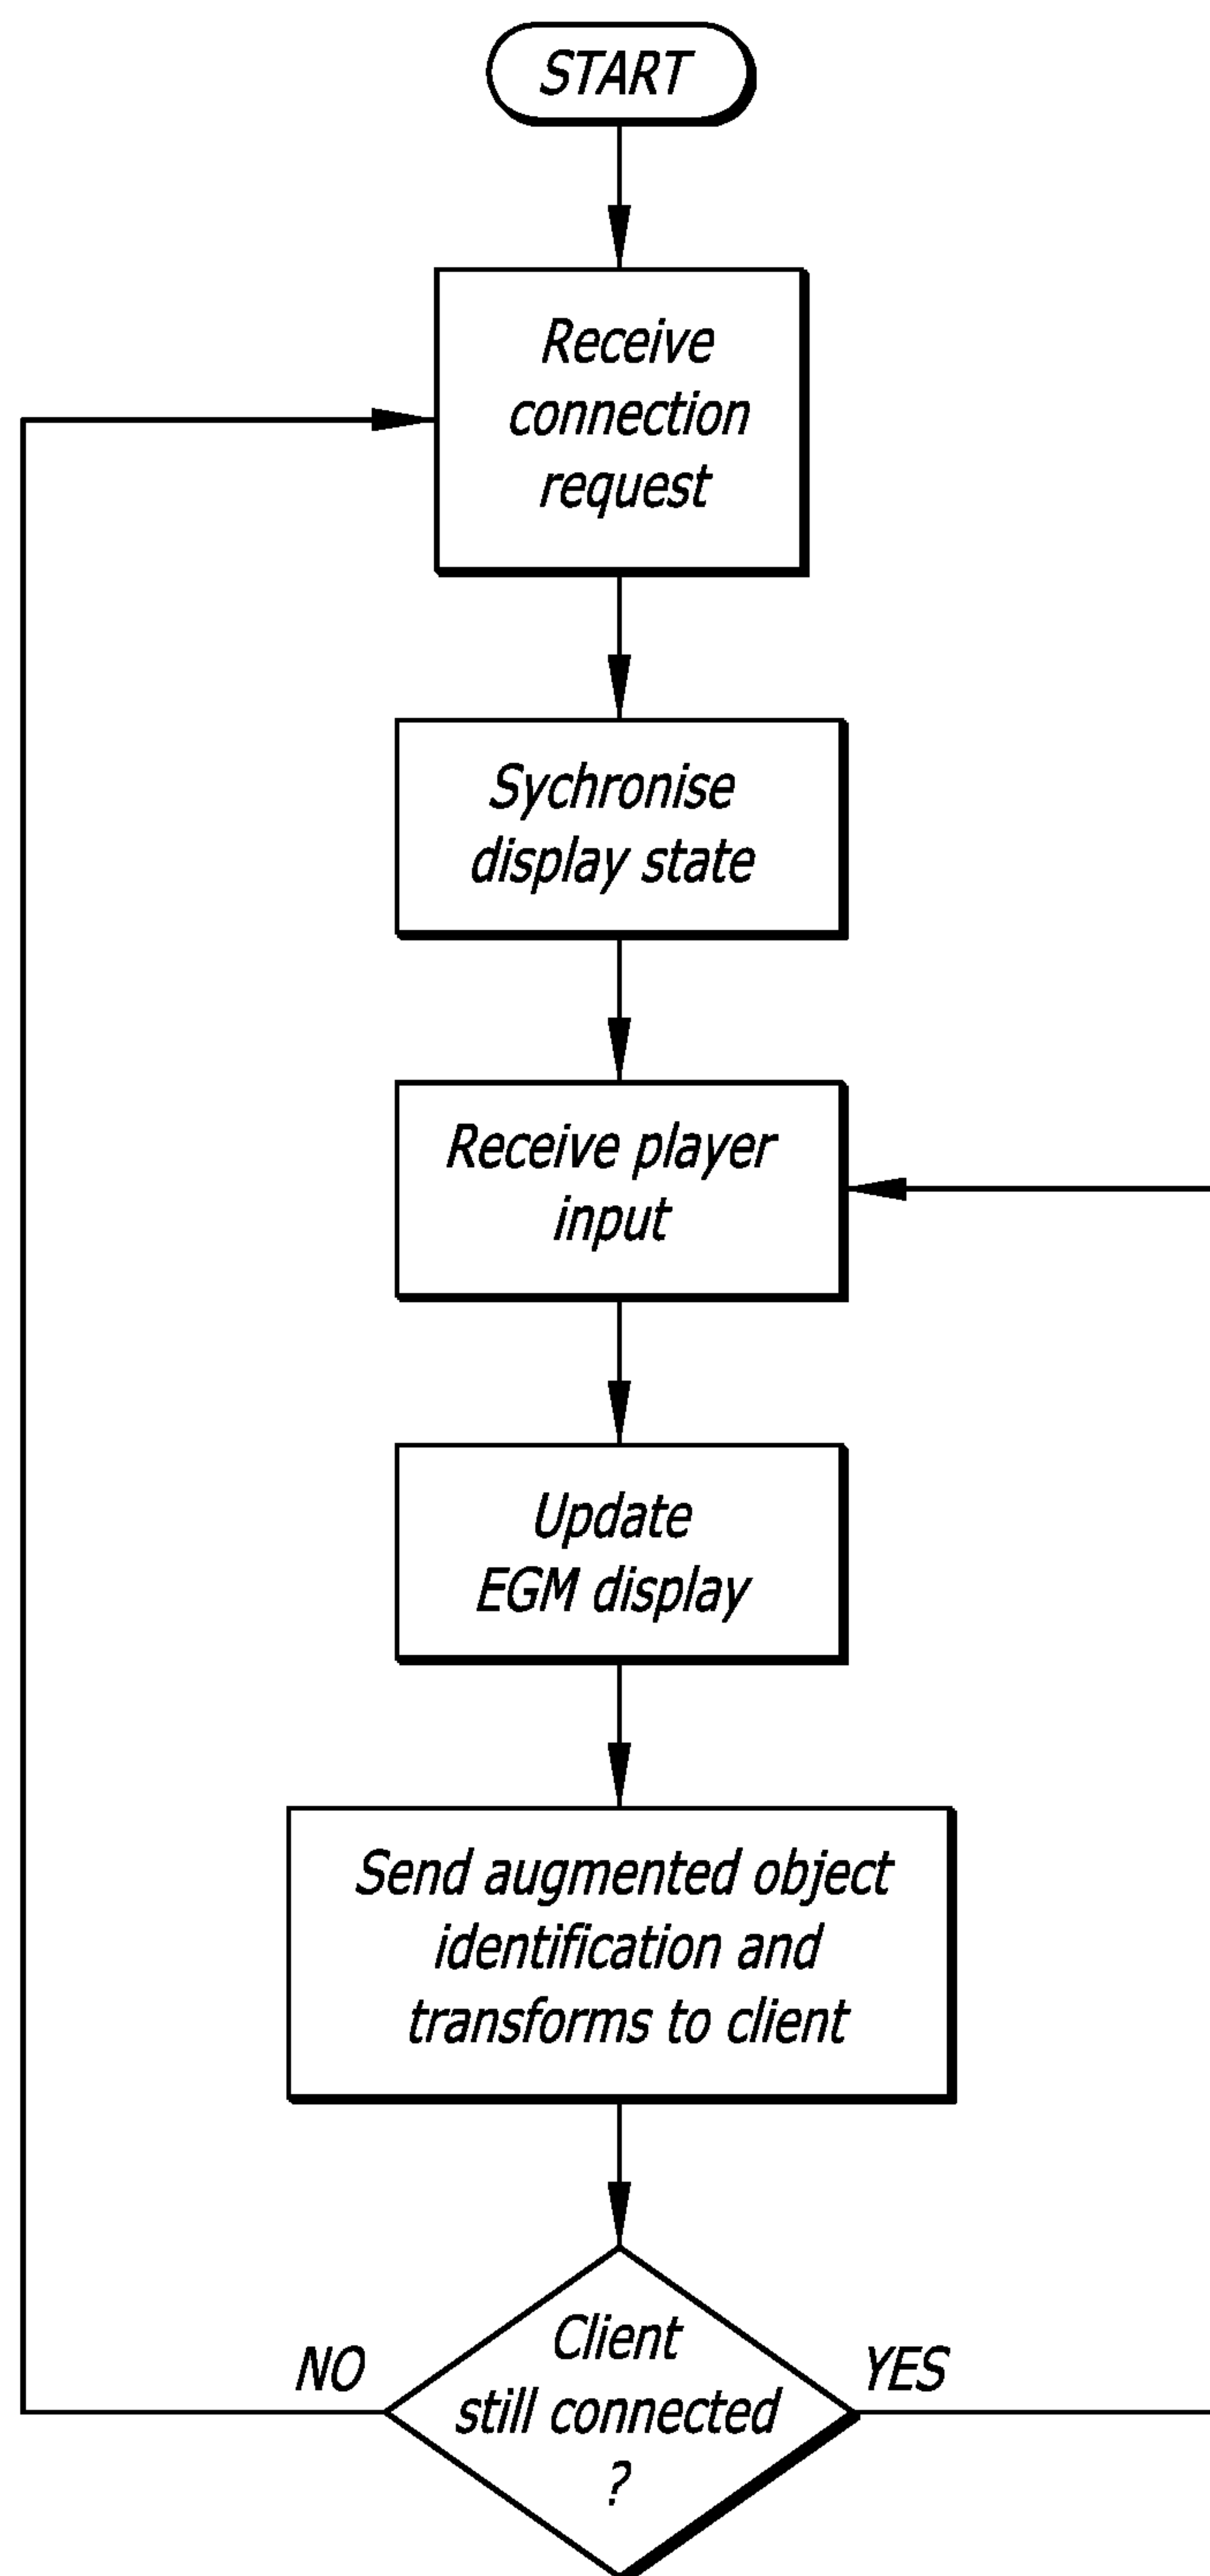 START
Receive
connection
request
Sychronise
display state
Receive player
input
Update
EGM display
Send augmented object
identification and
transforms to client
Client
still connected
?
NO
YES